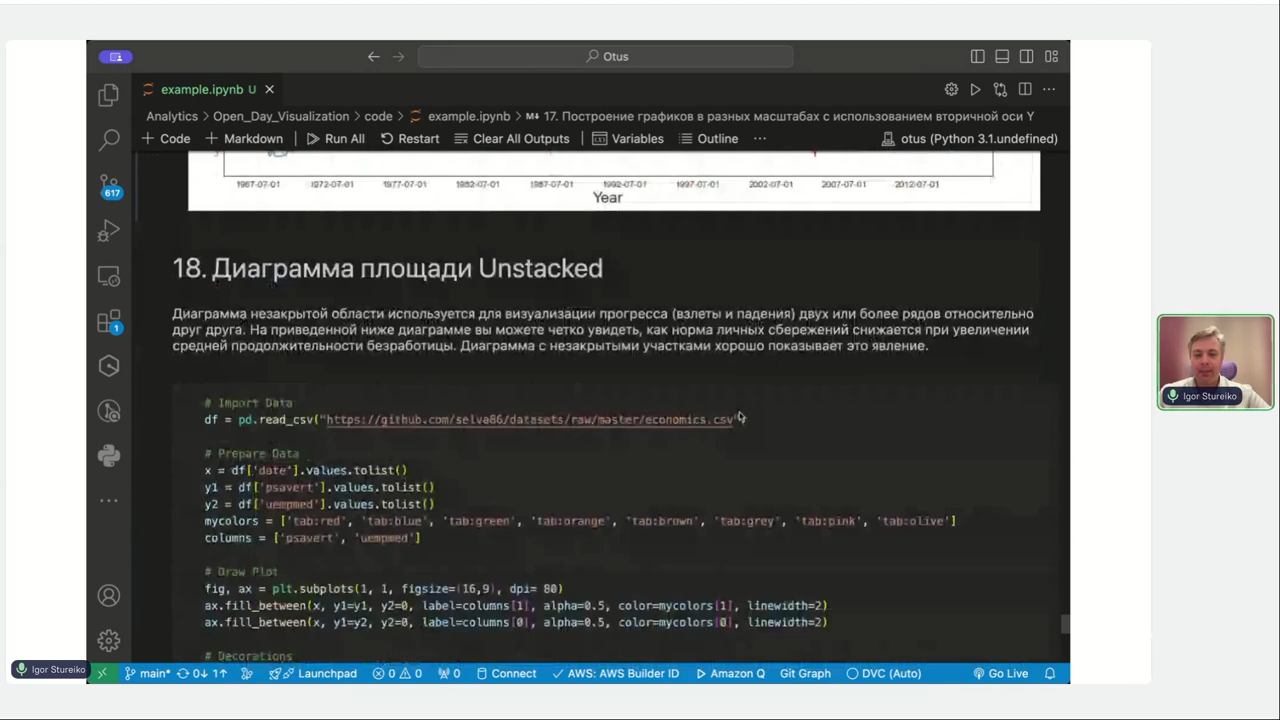 Otus
example.ipynb U
Analytics > Open_Day_Visualization > code > example.ipynb > M↓ 17. Построение графиков в разных масштабах с использованием вторичной оси Y
+ Code + Markdown Run All Restart Clear All Outputs Variables Outline ... otus (Python 3.1.undefined)
1967-07-01 1972-07-01 1977-07-01 1982-07-01 1987-07-01 1992-07-01 1997-07-01 2002-07-01 2007-07-01 2012-07-01
Year
617
18. Диаграмма площади Unstacked
Диаграмма незакрытой области используется для визуализации прогресса (взлеты и падения) двух или более рядов относительно
друг друга. На приведенной ниже диаграмме вы можете четко увидеть, как норма личных сбережений снижается при увеличении
средней продолжительности безработицы. Диаграмма с незакрытыми участками хорошо показывает это явление.
1
# Import Data
df = pd.read_csv("https://github.com/selva86/datasets/raw/master/economics.csv"
# Prepare Data
x = df['date'].values.tolist()
y1 = df['psavert'].values.tolist()
y2 = df['uempmed'].values.tolist()
mycolors = ['tab:red', 'tab:blue', 'tab:green', 'tab:orange', 'tab:brown', 'tab:grey', 'tab:pink', 'tab:olive']
columns = ['psavert', 'uempmed']
# Draw Plot
fig, ax = plt.subplots(1, 1, figsize=(16,9), dpi= 80)
ax.fill_between(x, y1=y1, y2=0, label=columns[1], alpha=0.5, color=mycolors[1], linewidth=2)
ax.fill_between(x, y1=y2, y2=0, label=columns[0], alpha=0.5, color=mycolors[0], linewidth=2)
# Decorations
Igor Stureiko
Igor Stureiko
main* 0↓ 1↑ Launchpad 0 0 0 Connect AWS: AWS Builder ID Amazon Q Git Graph DVC (Auto) Go Live